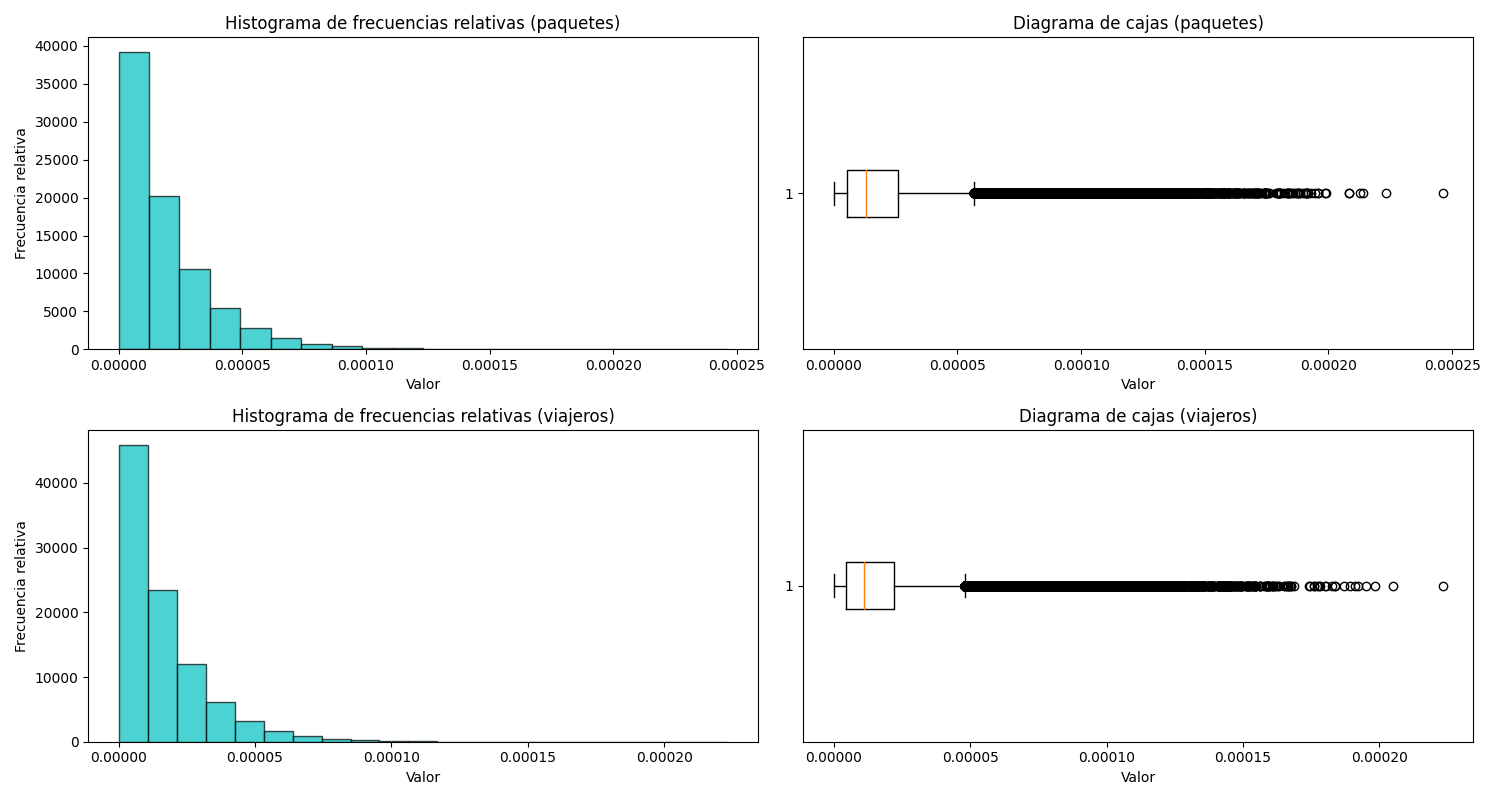 Histograma de frecuencias relativas (paquetes)
Frecuencia relativa
40000
35000
30000
25000
20000
15000
10000
5000
0
0.00000 0.00005 0.00010 0.00015 0.00020 0.00025
Valor
Diagrama de cajas (paquetes)
1
0.00000 0.00005 0.00010 0.00015 0.00020 0.00025
Valor
Histograma de frecuencias relativas (viajeros)
Frecuencia relativa
40000
30000
20000
10000
0
0.00000 0.00005 0.00010 0.00015 0.00020
Valor
Diagrama de cajas (viajeros)
1
0.00000 0.00005 0.00010 0.00015 0.00020
Valor